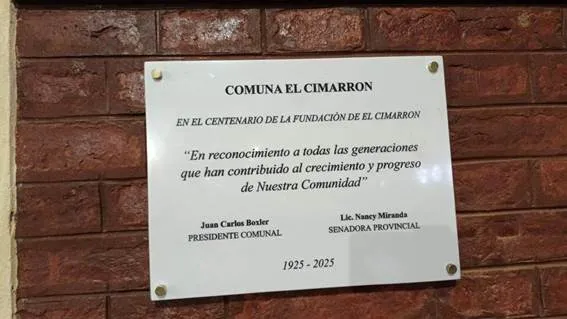 COMUNA EL CIMARRON
EN EL CENTENARIO DE LA FUNDACIÓN DE EL CIMARRON
“En reconocimiento a todas las generaciones
que han contribuido al crecimiento y progreso
de Nuestra Comunidad”
Juan Carlos Boxler
PRESIDENTE COMUNAL
Lic. Nancy Miranda
SENADORA PROVINCIAL
1925 - 2025